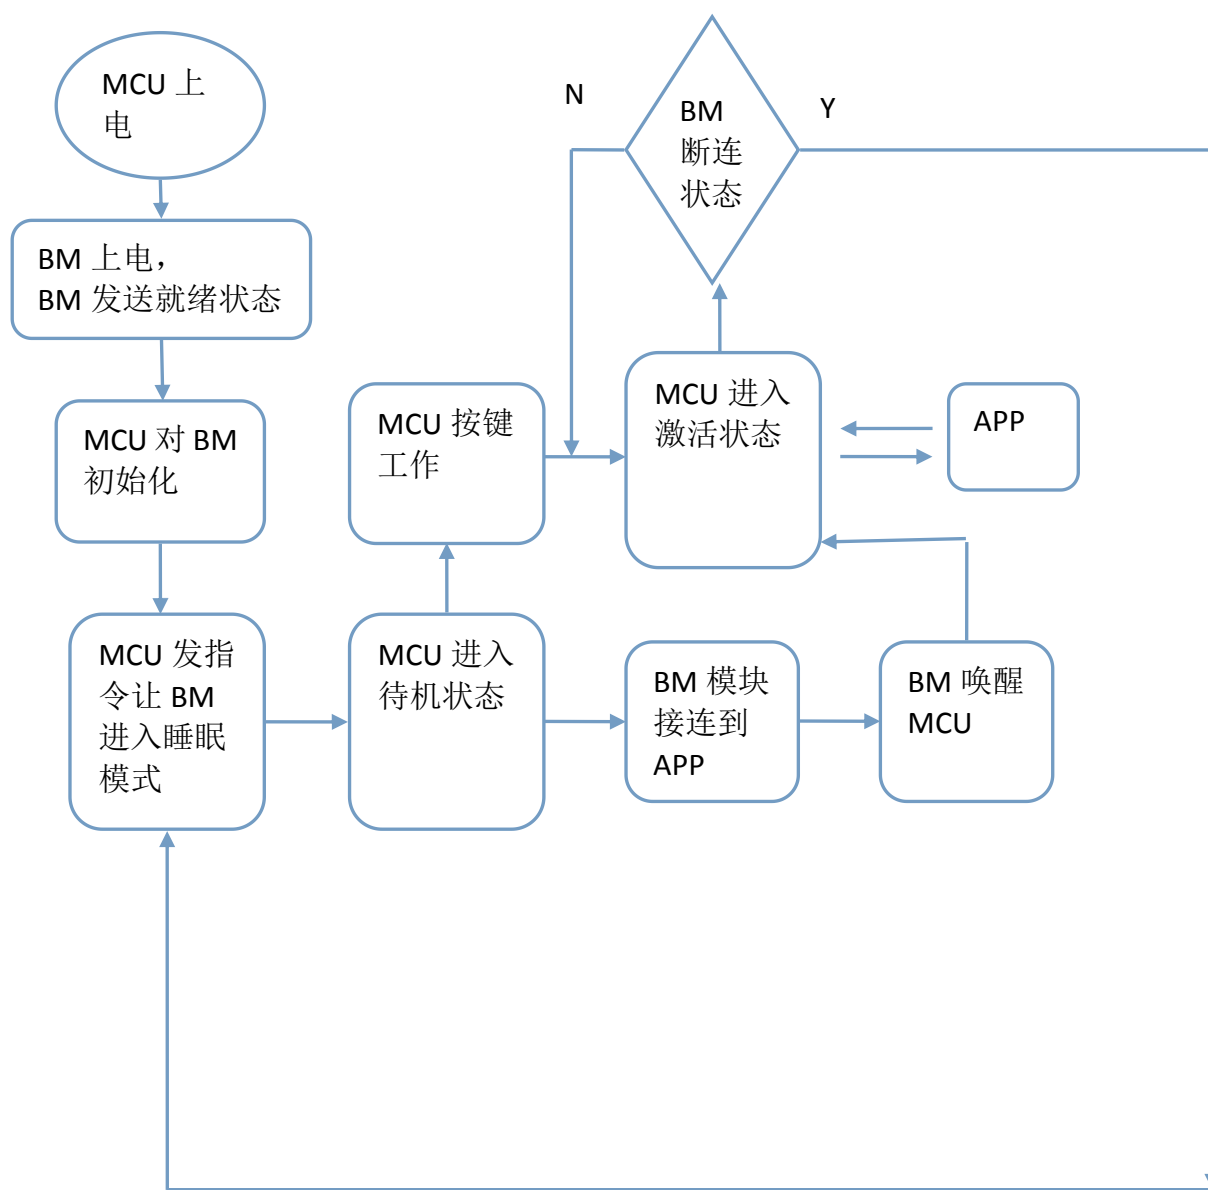 MCU 上
电
BM 上电，
BM 发送就绪状态
MCU 对 BM
初始化
MCU 发指
令让 BM
进入睡眠
模式
MCU 进入
待机状态
MCU 按键
工作
BM 模块
接连到
APP
BM 唤醒
MCU
MCU 进入
激活状态
APP
N
BM
断连
状态
Y